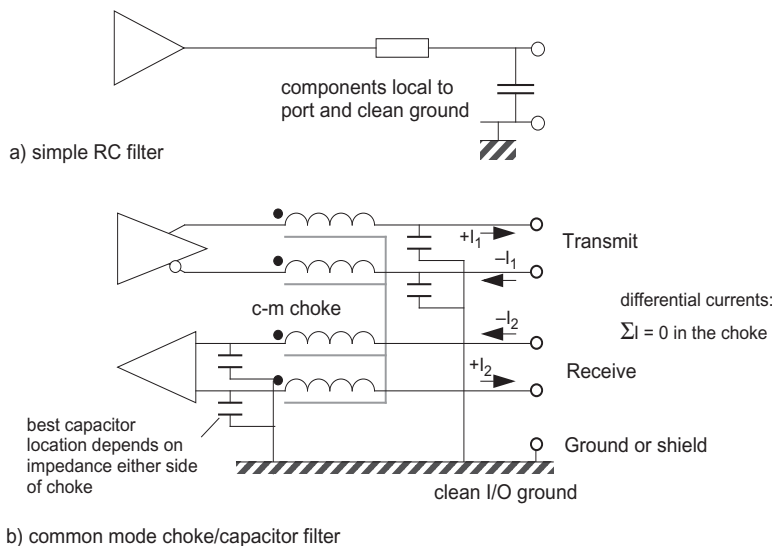 components local to
port and clean ground
a) simple RC filter
+I₁
Transmit
–I₁
c-m choke
differential currents:
ΣI = 0 in the choke
–I₂
+I₂
Receive
best capacitor
location depends on
impedance either side
of choke
Ground or shield
clean I/O ground
b) common mode choke/capacitor filter